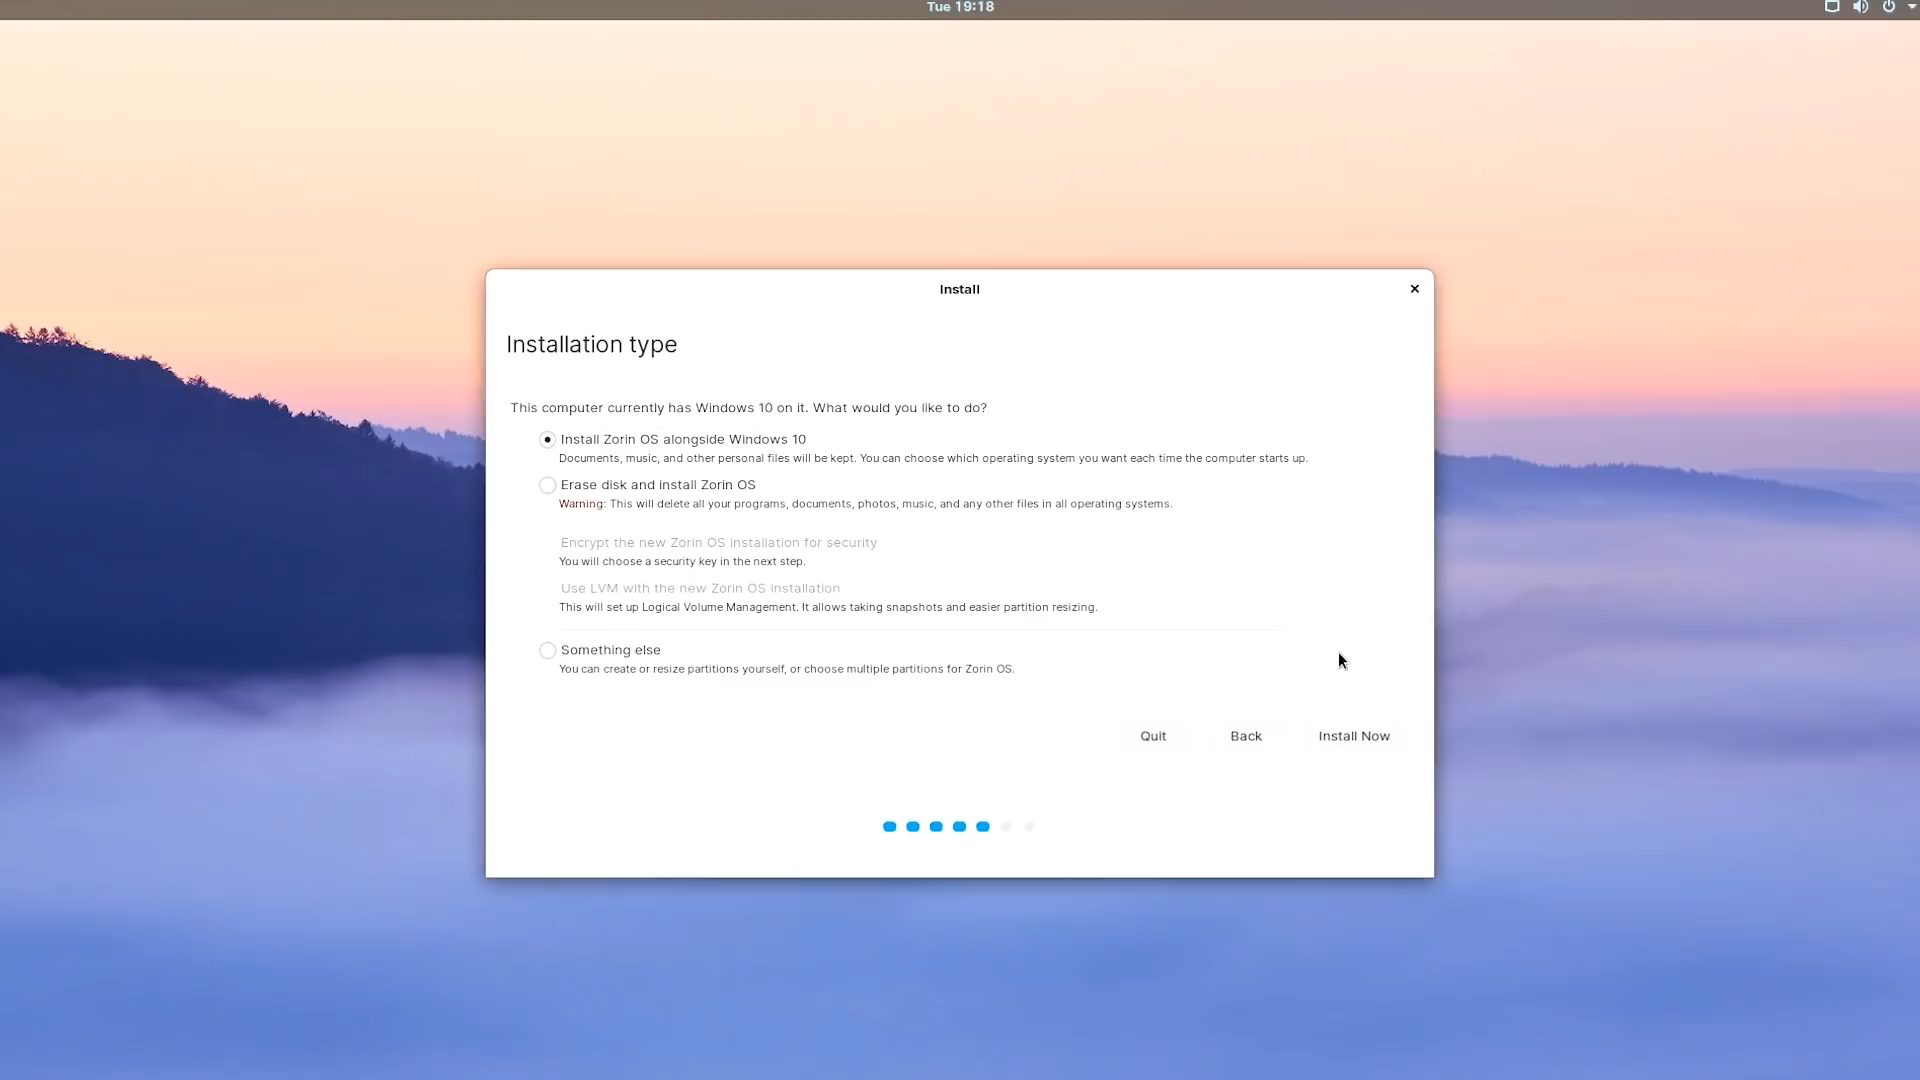 Tue 19:18
Install
Installation type
This computer currently has Windows 10 on it. What would you like to do?
Install Zorin OS alongside Windows 10
Documents, music, and other personal files will be kept. You can choose which operating system you want each time the computer starts up.
Erase disk and install Zorin OS
Warning: This will delete all your programs, documents, photos, music, and any other files in all operating systems.
Encrypt the new Zorin OS installation for security
You will choose a security key in the next step.
Use LVM with the new Zorin OS installation
This will set up Logical Volume Management. It allows taking snapshots and easier partition resizing.
Something else
You can create or resize partitions yourself, or choose multiple partitions for Zorin OS.
Quit Back Install Now